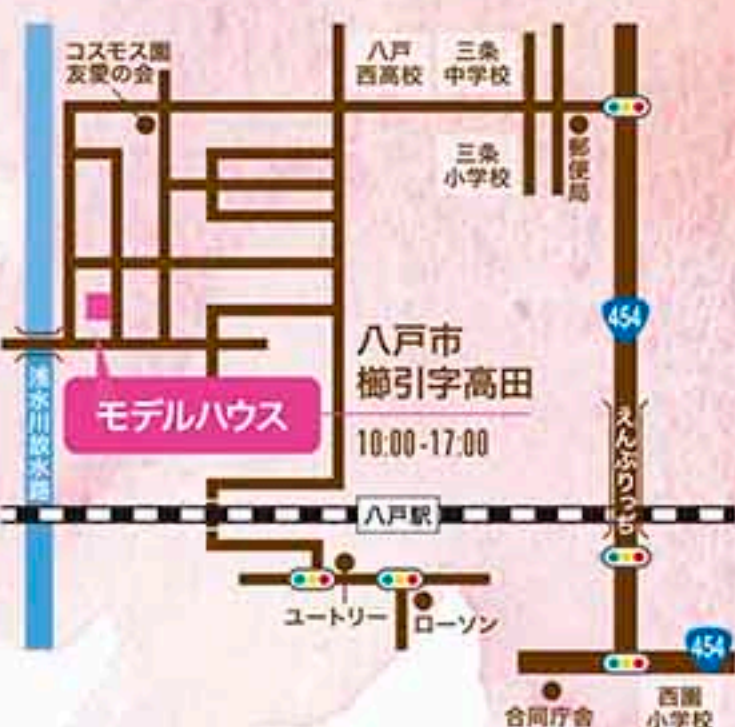 コスモス園
友愛の会
八戸
西高校
三条
中学校
三条
小学校
郵便局
454
八戸市
櫛引字高田
10:00-17:00
モデルハウス
浅水川放水路
えんぶりっち
八戸駅
ユートリー
ローソン
454
合同庁舎
西園
小学校